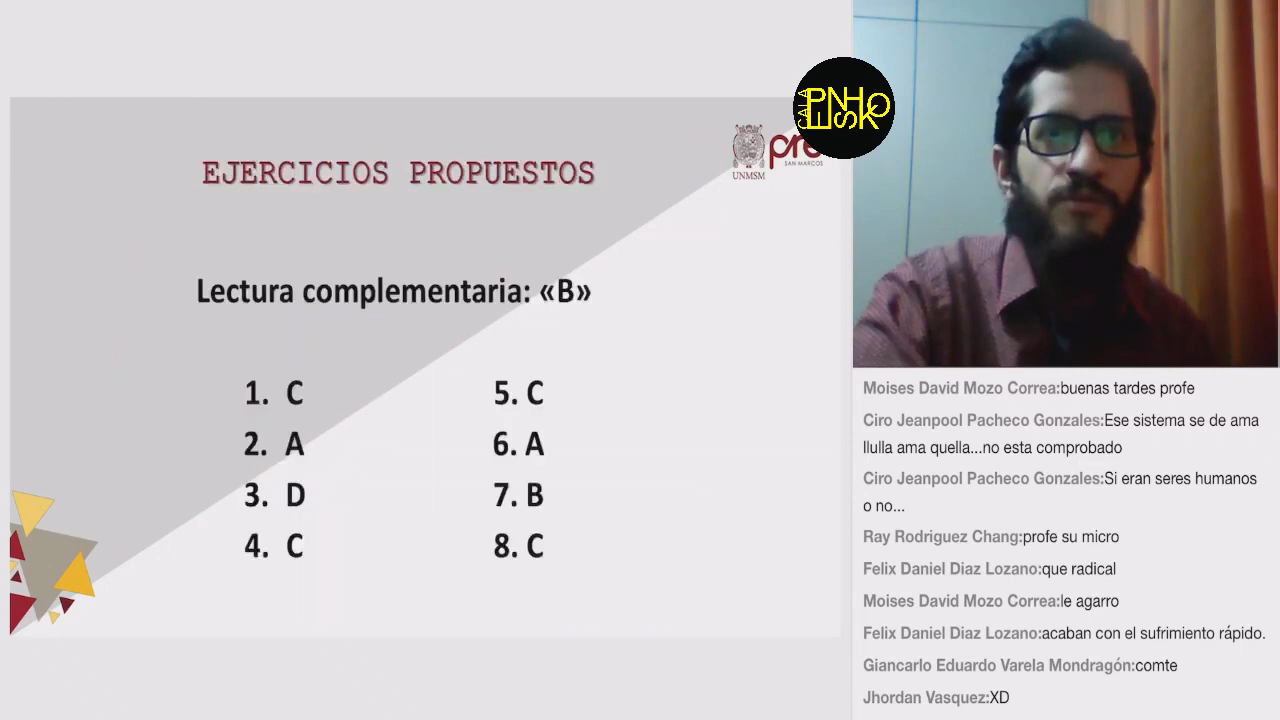 EJERCICIOS PROPUESTOS
UNMSM
pre
SAN MARCOS
Lectura complementaria: «B»
1. C
2. A
3. D
4. C
5. C
6. A
7. B
8. C
Moises David Mozo Correa:buenas tardes profe
Ciro Jeanpool Pacheco Gonzales:Ese sistema se de ama
llulla ama quella...no esta comprobado
Ciro Jeanpool Pacheco Gonzales:Si eran seres humanos
o no...
Ray Rodriguez Chang:profe su micro
Felix Daniel Diaz Lozano:que radical
Moises David Mozo Correa:le agarro
Felix Daniel Diaz Lozano:acaban con el sufrimiento rápido.
Giancarlo Eduardo Varela Mondragón:comte
Jhordan Vasquez:XD